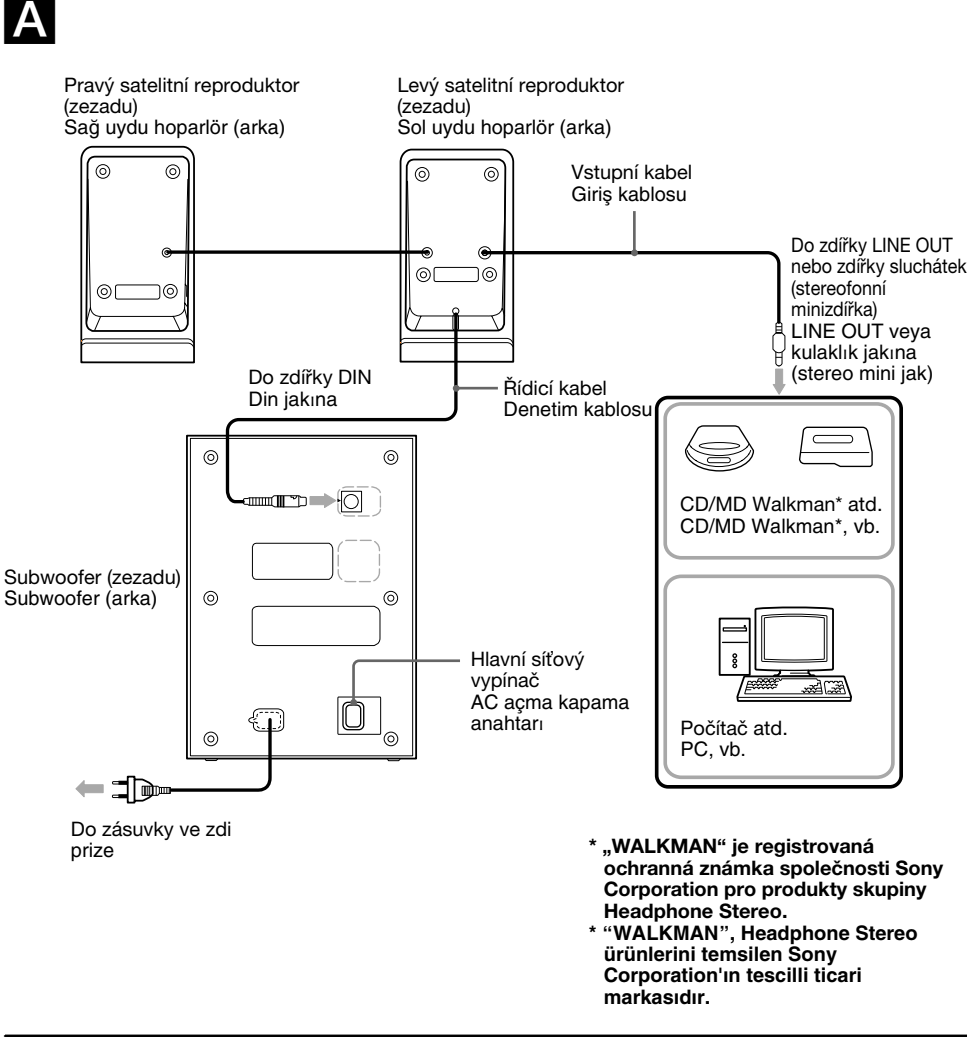 A
Pravý satelitní reproduktor
(zezadu)
Sağ uydu hoparlör (arka)
Levý satelitní reproduktor
(zezadu)
Sol uydu hoparlör (arka)
Vstupní kabel
Giriş kablosu
Do zdířky LINE OUT
nebo zdířky sluchátek
(stereofonní
minizdířka)
LINE OUT veya
kulaklık jakına
(stereo mini jak)
Do zdířky DIN
Din jakına
Řídicí kabel
Denetim kablosu
CD/MD Walkman* atd.
CD/MD Walkman*, vb.
Subwoofer (zezadu)
Subwoofer (arka)
Hlavní síťový
vypínač
AC açma kapama
anahtarı
Počítač atd.
PC, vb.
Do zásuvky ve zdi
prize
* „WALKMAN“ je registrovaná
ochranná známka společnosti Sony
Corporation pro produkty skupiny
Headphone Stereo.
* “WALKMAN”, Headphone Stereo
ürünlerini temsilen Sony
Corporation'ın tescilli ticari
markasıdır.